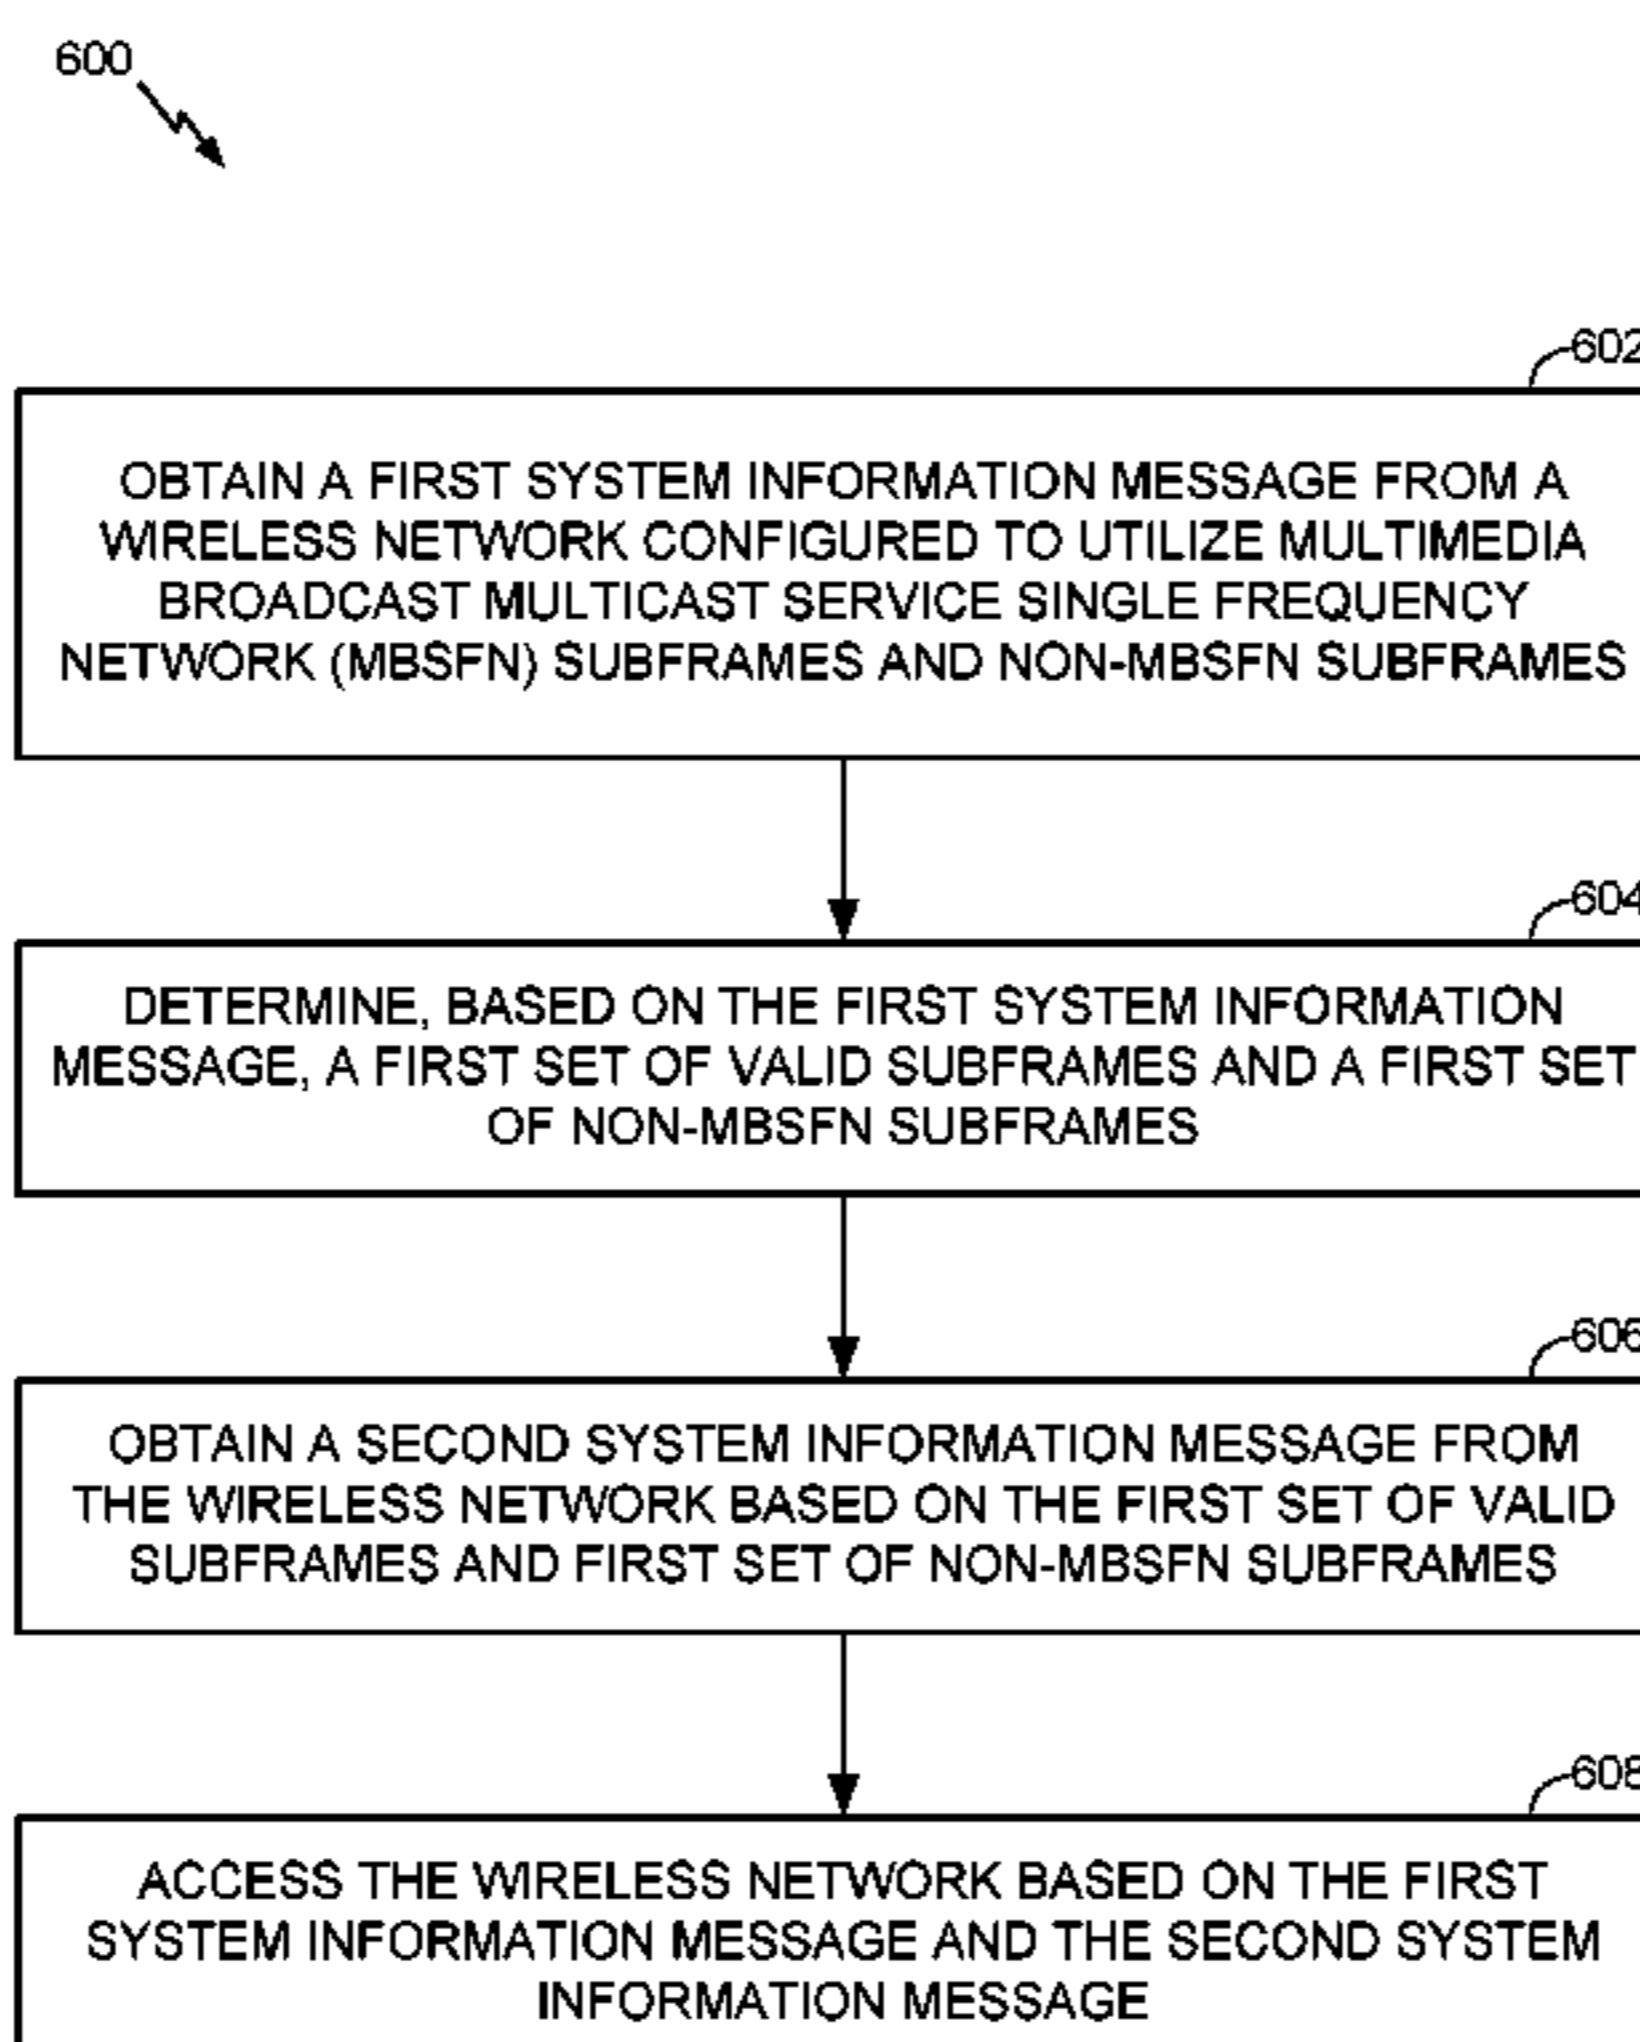 600
602
OBTAIN A FIRST SYSTEM INFORMATION MESSAGE FROM A
WIRELESS NETWORK CONFIGURED TO UTILIZE MULTIMEDIA
BROADCAST MULTICAST SERVICE SINGLE FREQUENCY
NETWORK (MBSFN) SUBFRAMES AND NON-MBSFN SUBFRAMES
604
DETERMINE, BASED ON THE FIRST SYSTEM INFORMATION
MESSAGE, A FIRST SET OF VALID SUBFRAMES AND A FIRST SET
OF NON-MBSFN SUBFRAMES
606
OBTAIN A SECOND SYSTEM INFORMATION MESSAGE FROM
THE WIRELESS NETWORK BASED ON THE FIRST SET OF VALID
SUBFRAMES AND FIRST SET OF NON-MBSFN SUBFRAMES
608
ACCESS THE WIRELESS NETWORK BASED ON THE FIRST
SYSTEM INFORMATION MESSAGE AND THE SECOND SYSTEM
INFORMATION MESSAGE